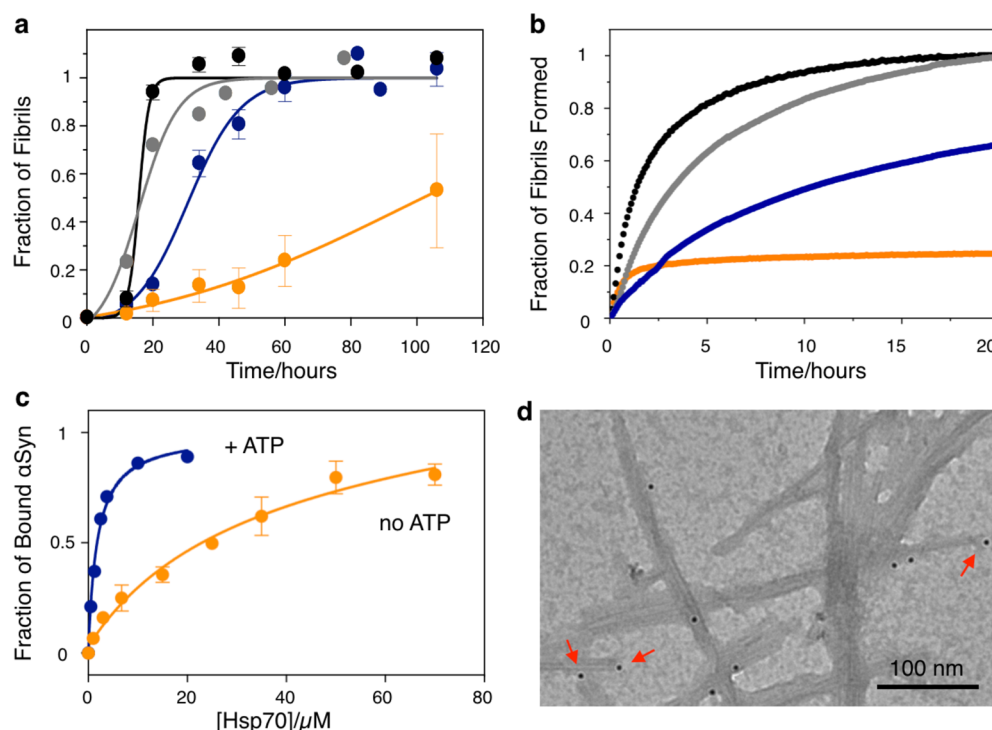 a
Fraction of Fibrils
1
0.8
0.6
0.4
0.2
0
0
20
40
60
80
100
120
Time/hours
b
Fraction of Fibrils Formed
1
0.8
0.6
0.4
0.2
0
0
5
10
15
20
Time/hours
c
Fraction of Bound αSyn
1
0.5
0
+ ATP
no ATP
0
20
40
60
80
[Hsp70]/μM
d
100 nm